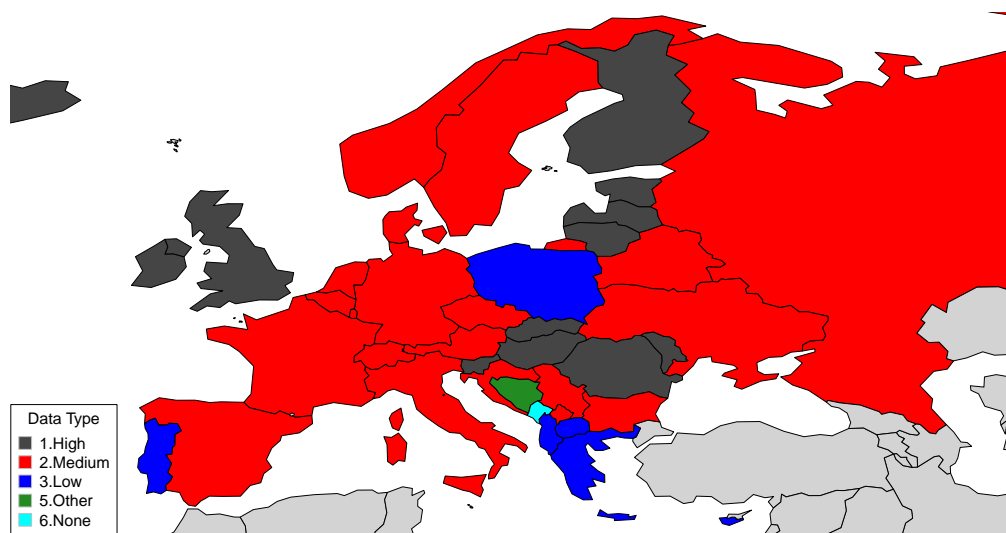 Data Type
1.High
2.Medium
3.Low
5.Other
6.None